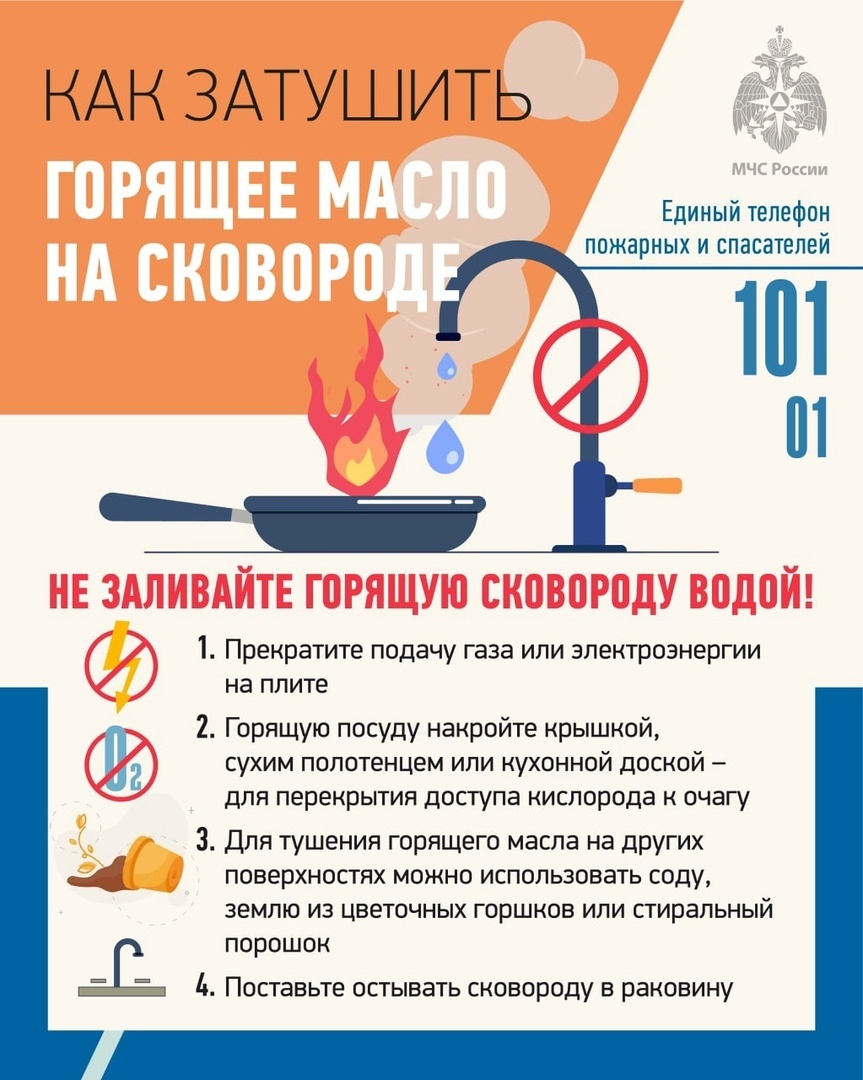 КАК ЗАТУШИТЬ
ГОРЯЩЕЕ МАСЛО
НА СКОВОРОДЕ
МЧС России
Единый телефон
пожарных и спасателей
101
01
НЕ ЗАЛИВАЙТЕ ГОРЯЩУЮ СКОВОРОДУ ВОДОЙ!
1. Прекратите подачу газа или электроэнергии
на плите
O2
2. Горящую посуду накройте крышкой,
сухим полотенцем или кухонной доской –
для перекрытия доступа кислорода к очагу
3. Для тушения горящего масла на других
поверхностях можно использовать соду,
землю из цветочных горшков или стиральный
порошок
4. Поставьте остывать сковороду в раковину